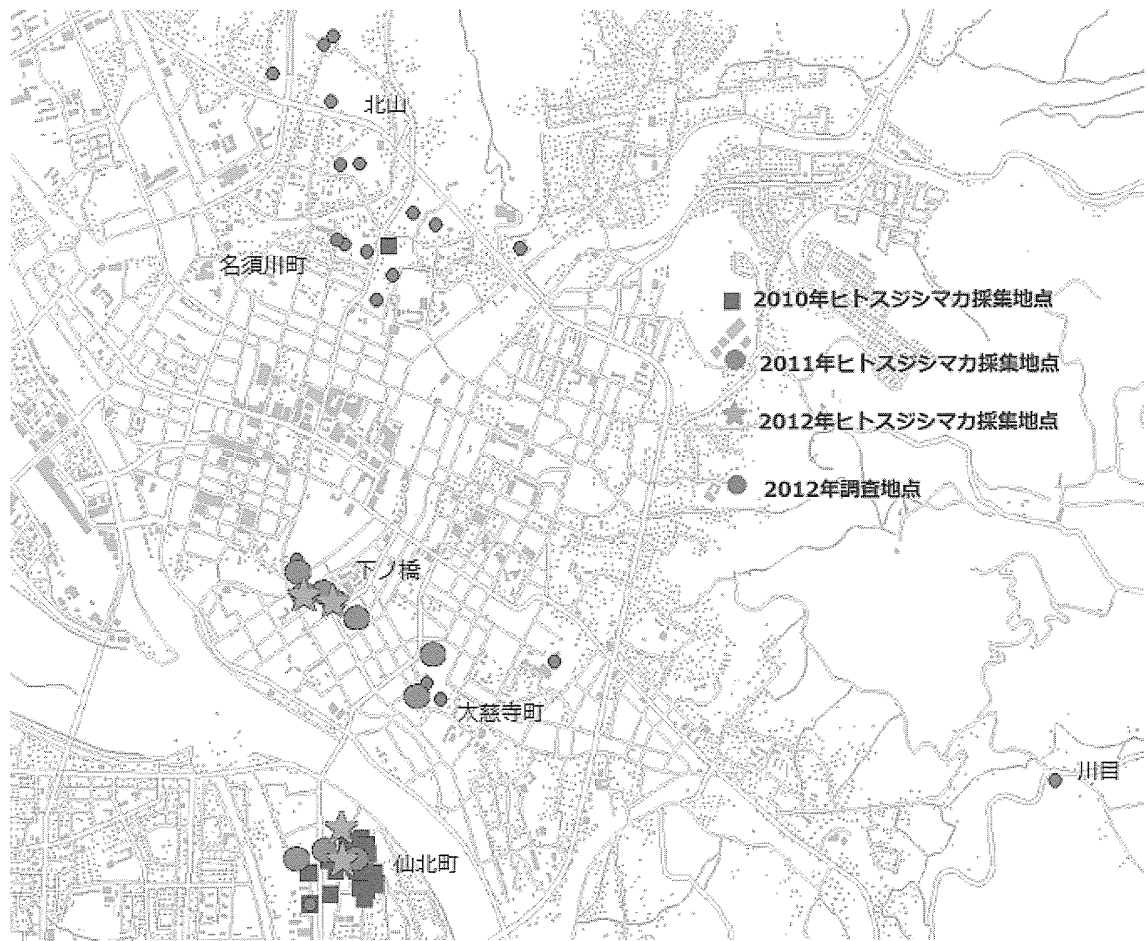 北山
名須川町
2010年ヒトスジシマカ採集地点
2011年ヒトスジシマカ採集地点
2012年ヒトスジシマカ採集地点
2012年調査地点
下ノ橋
大慈寺町
川目
仙北町